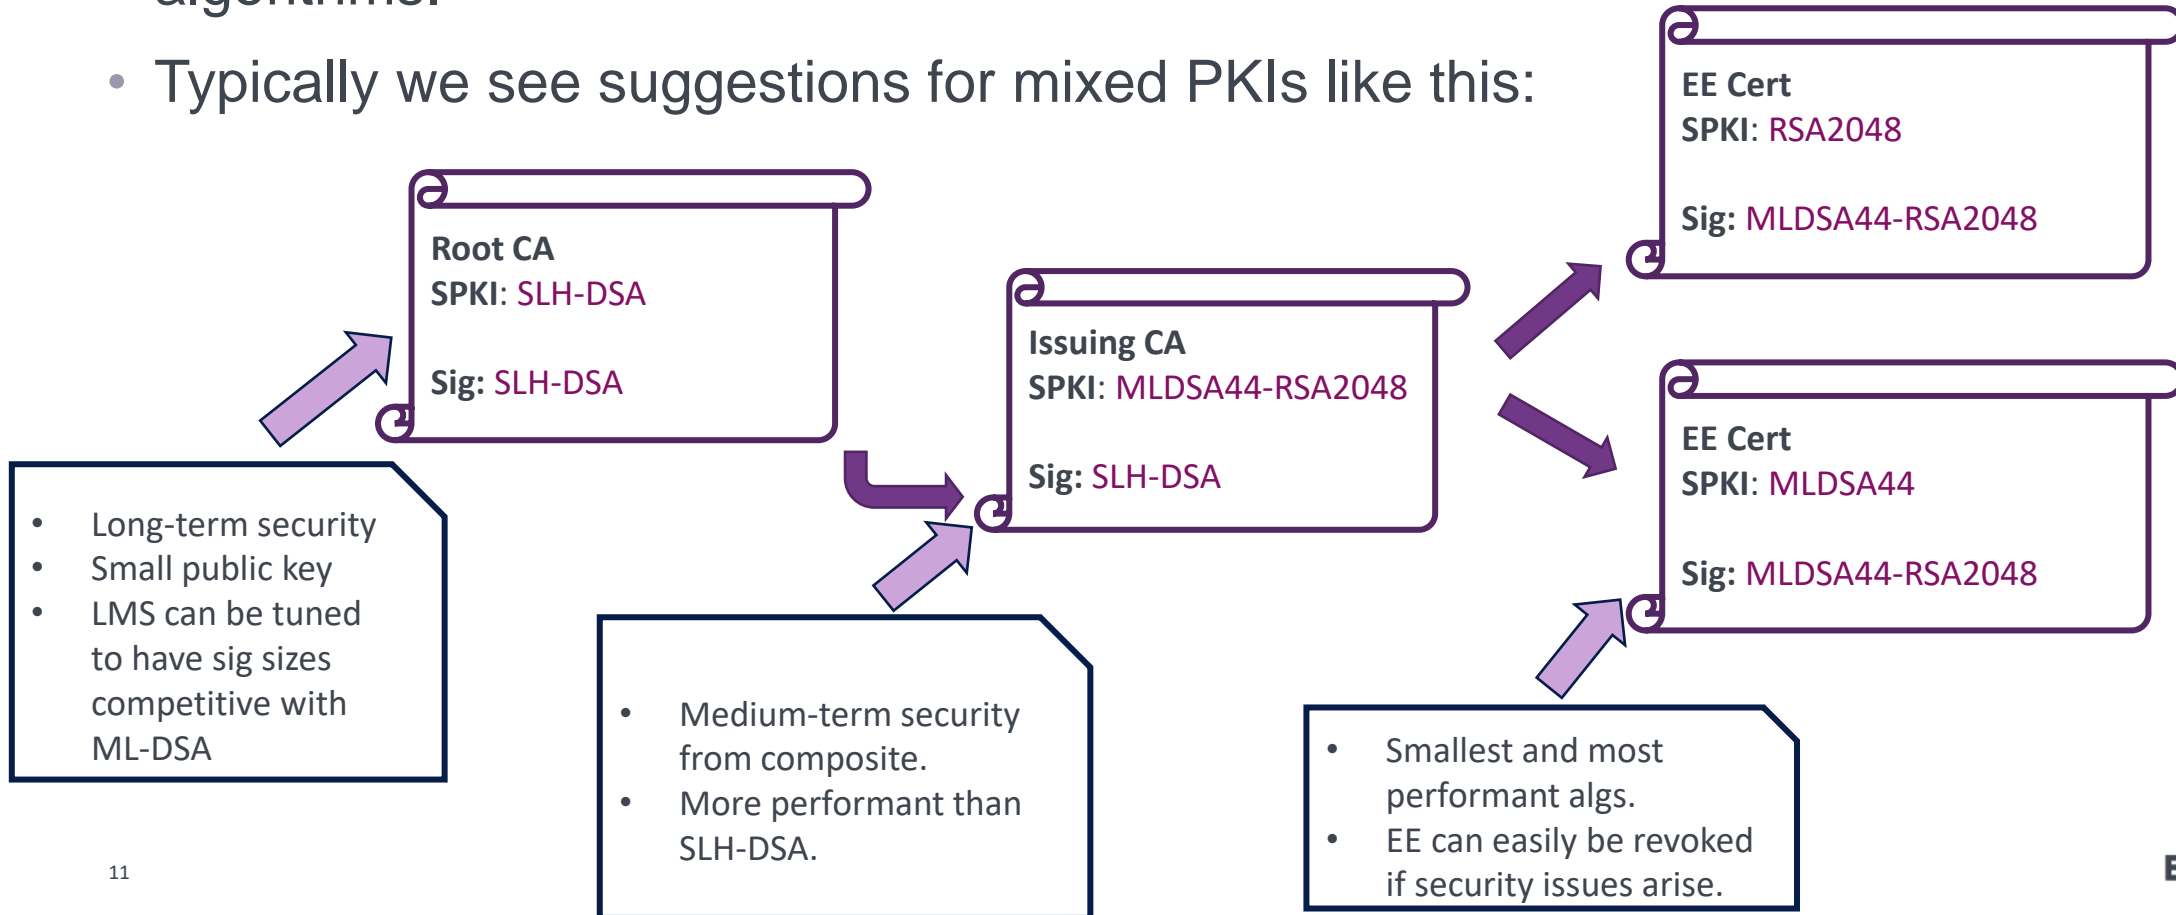 algorithms.
• Typically we see suggestions for mixed PKIs like this:
Root CA
SPKI: SLH-DSA
Sig: SLH-DSA
Issuing CA
SPKI: MLDSA44-RSA2048
Sig: SLH-DSA
EE Cert
SPKI: RSA2048
Sig: MLDSA44-RSA2048
EE Cert
SPKI: MLDSA44
Sig: MLDSA44-RSA2048
• Long-term security
• Small public key
• LMS can be tuned
to have sig sizes
competitive with
ML-DSA
• Medium-term security
from composite.
• More performant than
SLH-DSA.
• Smallest and most
performant algs.
• EE can easily be revoked
if security issues arise.
11
E